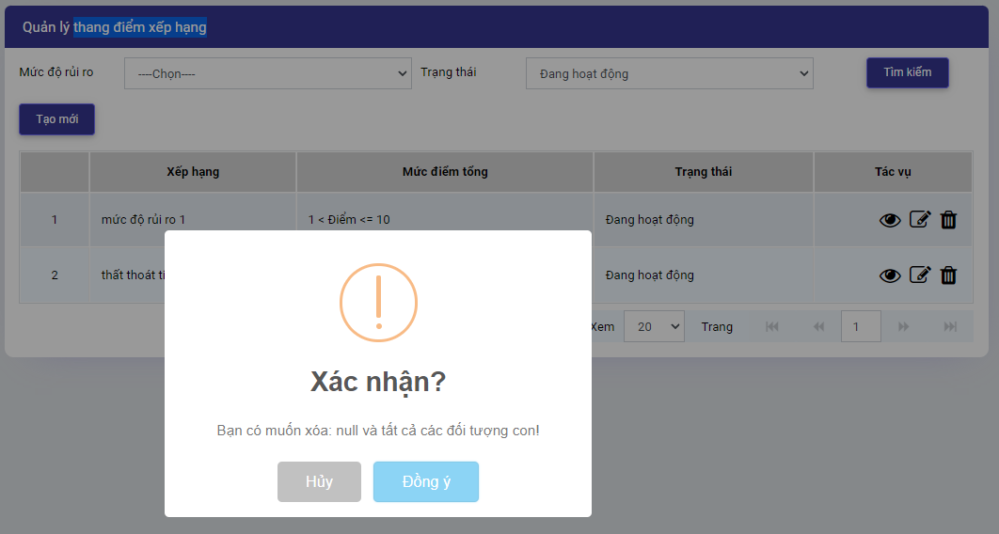 Quản lý thang điểm xếp hạng
Mức độ rủi ro ----Chọn---- Trạng thái Đang hoạt động Tìm kiếm
Tạo mới
Xếp hạng Mức điểm tổng Trạng thái Tác vụ
1 mức độ rủi ro 1 1 < Điểm <= 10 Đang hoạt động
2 thất thoát Đang hoạt động
Xem 20 Trang 1
Xác nhận?
Bạn có muốn xóa: null và tất cả các đối tượng con!
Hủy Đồng ý